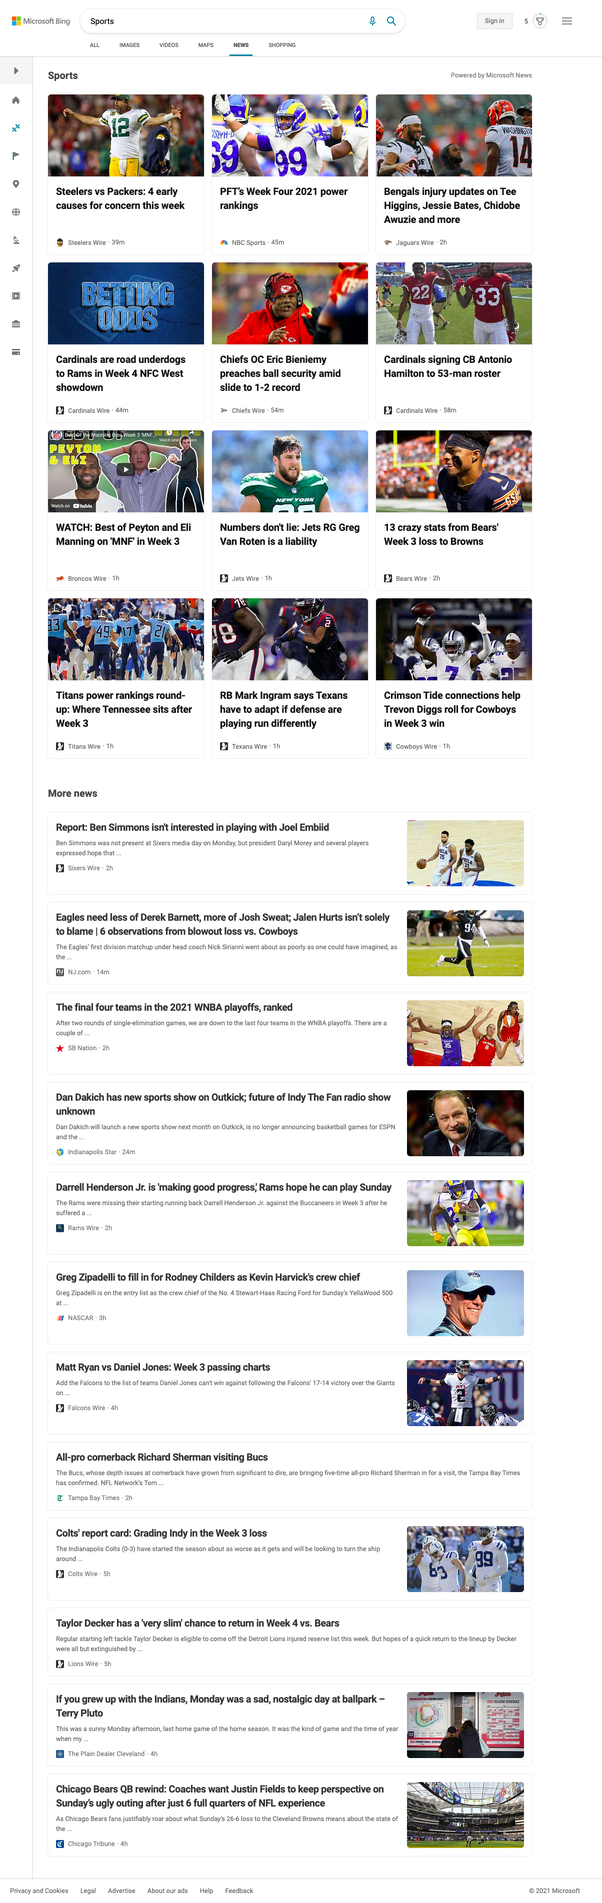 Microsoft Bing
Sports
Sign in
5
ALL IMAGES VIDEOS MAPS NEWS SHOPPING
Sports
Powered by Microsoft News
12
99
WASHINGTON
14
Steelers vs Packers: 4 early
causes for concern this week
Steelers Wire · 39m
PFT's Week Four 2021 power
rankings
NBC Sports · 45m
Bengals injury updates on Tee
Higgins, Jessie Bates, Chidobe
Awuzie and more
Jaguars Wire · 2h
BETTING
ODDS
22
33
Cardinals are road underdogs
to Rams in Week 4 NFC West
showdown
Cardinals Wire · 44m
Chiefs OC Eric Bieniemy
preaches ball security amid
slide to 1-2 record
Chiefs Wire · 54m
Cardinals signing CB Antonio
Hamilton to 53-man roster
Cardinals Wire · 58m
PEYTON
& ELI
Watch on YouTube
NEW YORK
WATCH: Best of Peyton and Eli
Manning on 'MNF' in Week 3
Broncos Wire · 1h
Numbers don't lie: Jets RG Greg
Van Roten is a liability
Jets Wire · 1h
13 crazy stats from Bears'
Week 3 loss to Browns
Bears Wire · 2h
49
17
7
Titans power rankings round-
up: Where Tennessee sits after
Week 3
Titans Wire · 1h
RB Mark Ingram says Texans
have to adapt if defense are
playing run differently
Texans Wire · 1h
Crimson Tide connections help
Trevon Diggs roll for Cowboys
in Week 3 win
Cowboys Wire · 1h
More news
Report: Ben Simmons isn't interested in playing with Joel Embiid
Ben Simmons was not present at Sixers media day on Monday, but president Daryl Morey and several players
expressed hope that ...
Sixers Wire · 2h
Eagles need less of Derek Barnett, more of Josh Sweat; Jalen Hurts isn't solely
to blame | 6 observations from blowout loss vs. Cowboys
The Eagles' first division matchup under head coach Nick Sirianni went about as poorly as one could have imagined, as
the ...
NJ.com · 14m
The final four teams in the 2021 WNBA playoffs, ranked
After two rounds of single-elimination games, we are down to the last four teams in the WNBA playoffs. There are a
couple of ...
SB Nation · 2h
Dan Dakich has new sports show on Outkick; future of Indy The Fan radio show
unknown
Dan Dakich will launch a new sports show next month on Outkick, is no longer announcing basketball games for ESPN
and the ...
Indianapolis Star · 24m
Darrell Henderson Jr. is 'making good progress,' Rams hope he can play Sunday
The Rams were missing their starting running back Darrell Henderson Jr. against the Buccaneers in Week 3 after he
suffered a ...
Rams Wire · 2h
Greg Zipadelli to fill in for Rodney Childers as Kevin Harvick's crew chief
Greg Zipadelli is on the entry list as the crew chief of the No. 4 Stewart-Haas Racing Ford for Sunday's YellaWood 500
at ...
NASCAR · 3h
Matt Ryan vs Daniel Jones: Week 3 passing charts
Add the Falcons to the list of teams Daniel Jones can't win against following the Falcons' 17-14 victory over the Giants
on ...
Falcons Wire · 4h
All-pro cornerback Richard Sherman visiting Bucs
The Bucs, whose depth issues at cornerback have grown from significant to dire, are bringing five-time all-pro Richard Sherman in for a visit, the Tampa Bay Times
has confirmed. NFL Network's Tom ...
Tampa Bay Times · 2h
Colts' report card: Grading Indy in the Week 3 loss
The Indianapolis Colts (0-3) have started the season about as worse as it gets and will be looking to turn the ship
around ...
Colts Wire · 5h
63
99
Taylor Decker has a 'very slim' chance to return in Week 4 vs. Bears
Regular starting left tackle Taylor Decker is eligible to come off the Detroit Lions injured reserve list this week. But hopes of a quick return to the lineup by Decker
were all but extinguished by ...
Lions Wire · 5h
If you grew up with the Indians, Monday was a sad, nostalgic day at ballpark –
Terry Pluto
This was a sunny Monday afternoon, last home game of the home season. It was the kind of game and the time of year
when my ...
The Plain Dealer Cleveland · 4h
Chicago Bears QB rewind: Coaches want Justin Fields to keep perspective on
Sunday's ugly outing after just 6 full quarters of NFL experience
As Chicago Bears fans justifiably roar about what Sunday's 26-6 loss to the Cleveland Browns means about the state of
the ...
Chicago Tribune · 4h
Privacy and Cookies Legal Advertise About our ads Help Feedback
© 2021 Microsoft